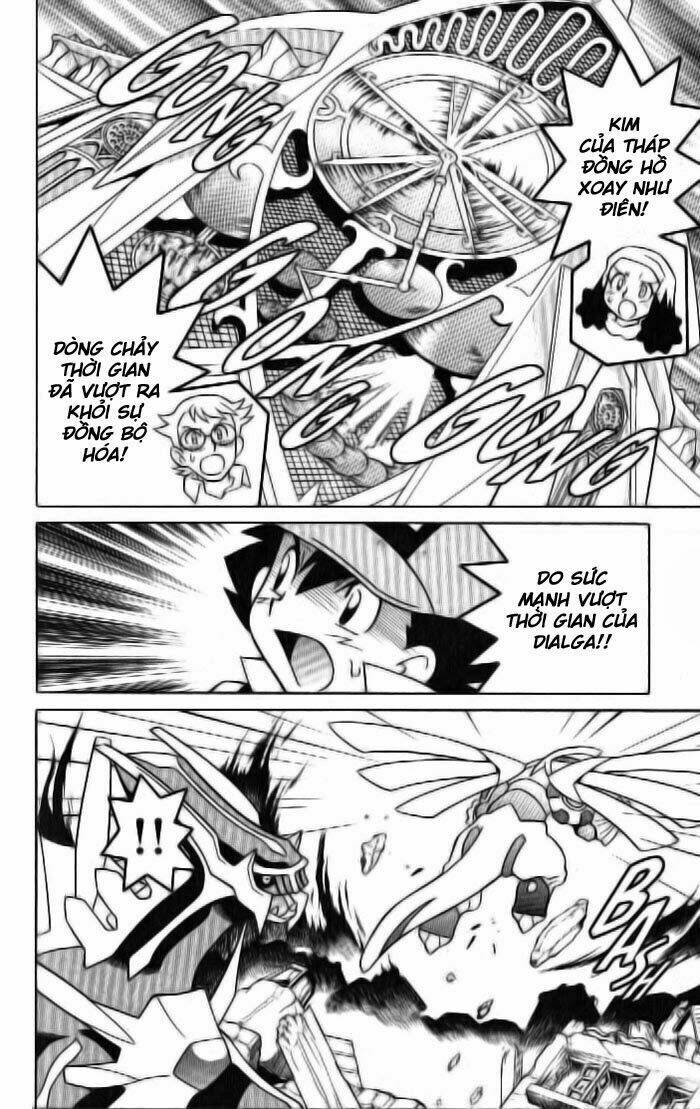 GONG
GONG
KIM
CỦA THÁP
ĐỒNG HỒ
XOAY NHƯ
ĐIÊN!
GONG
GONG
GONG
DÒNG CHẢY
THỜI GIAN
ĐÃ VƯỢT RA
KHỎI SỰ
ĐỒNG BỘ
HÓA!
DO SỨC
MẠNH VƯỢT
THỜI GIAN CỦA
DIALGA!!
!!
BASH